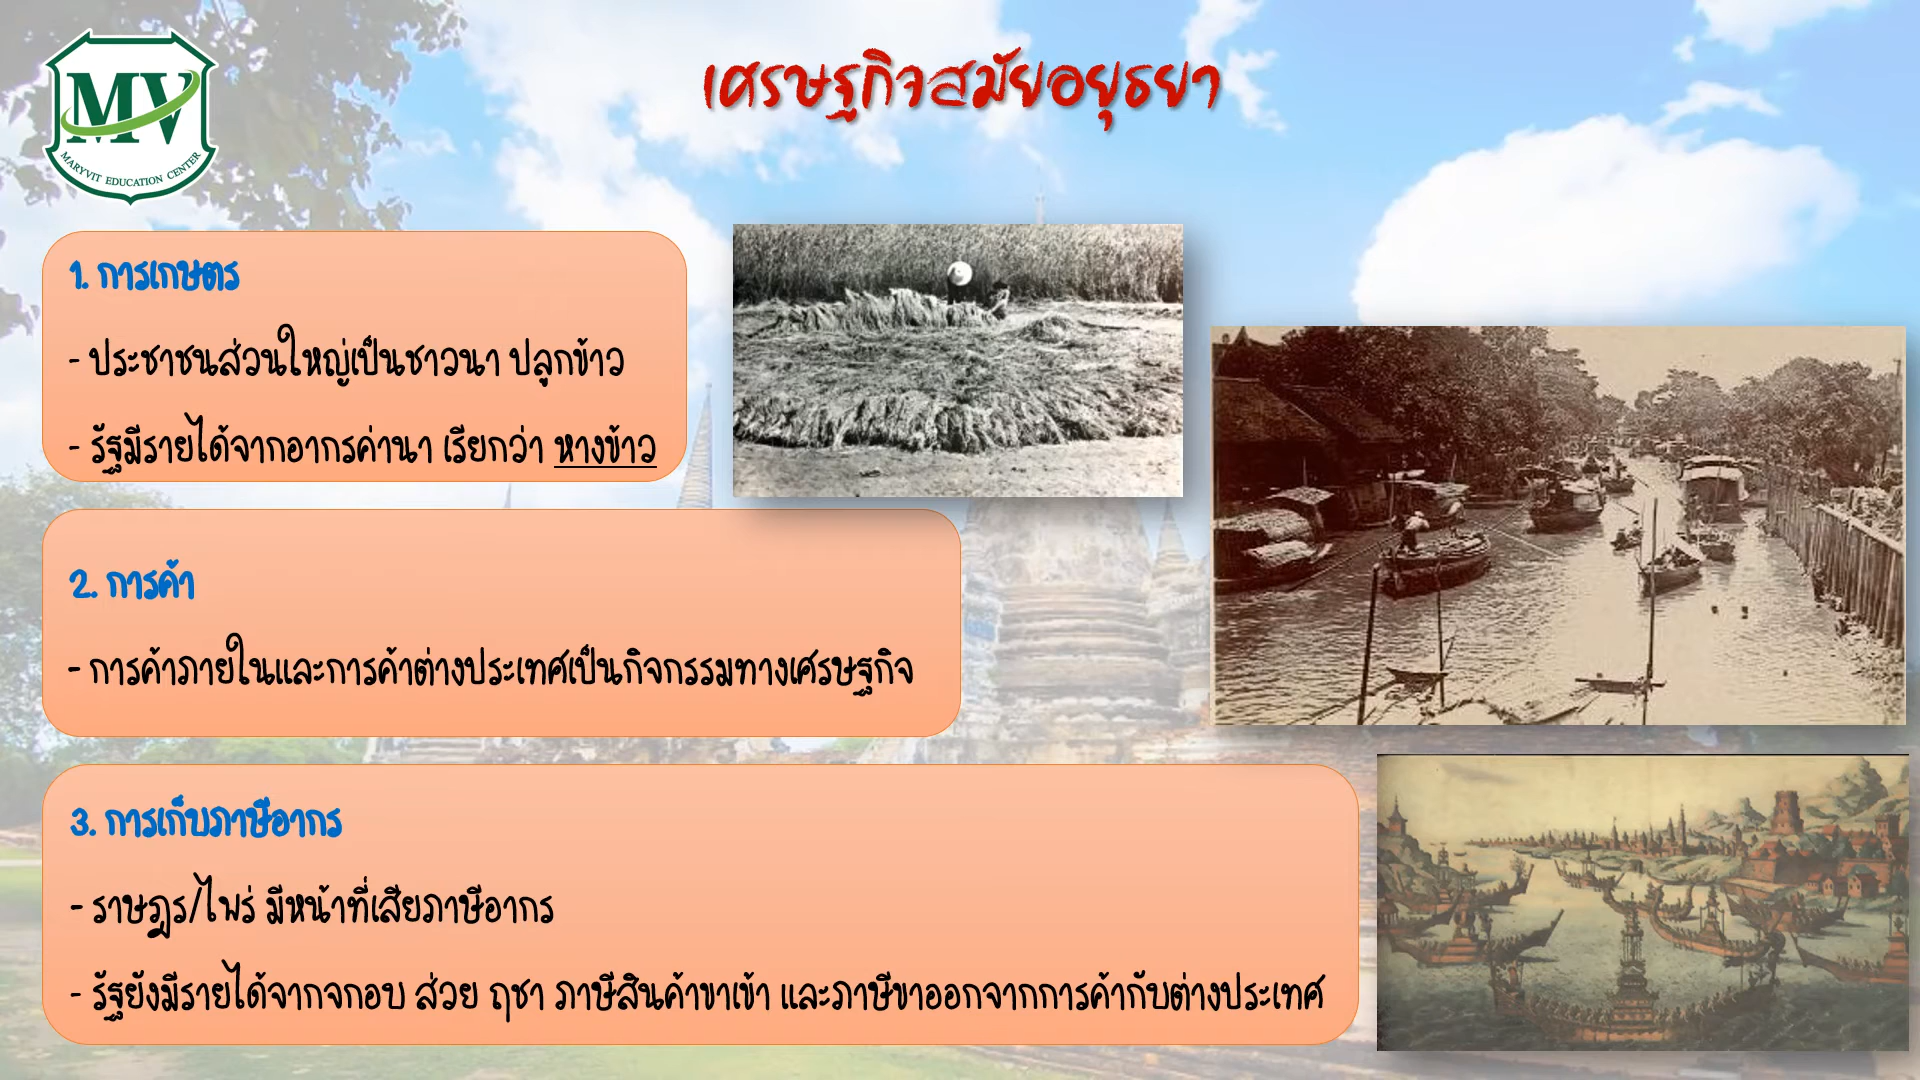 MV
MARYVIT EDUCATION CENTER
เศรษฐกิจสมัยอยุธยา
1. การเกษตร
- ประชาชนส่วนใหญ่เป็นชาวนา ปลูกข้าว
- รัฐมีรายได้จากอากรค่านา เรียกว่า หางข้าว
2. การค้า
- การค้าภายในและการค้าต่างประเทศเป็นกิจกรรมทางเศรษฐกิจ
3. การเก็บภาษีอากร
- ราษฎร/ไพร่ มีหน้าที่เสียภาษีอากร
- รัฐยังมีรายได้จากจกอบ ส่วย ฤชา ภาษีสินค้าขาเข้า และภาษีขาออกจากการค้ากับต่างประเทศ